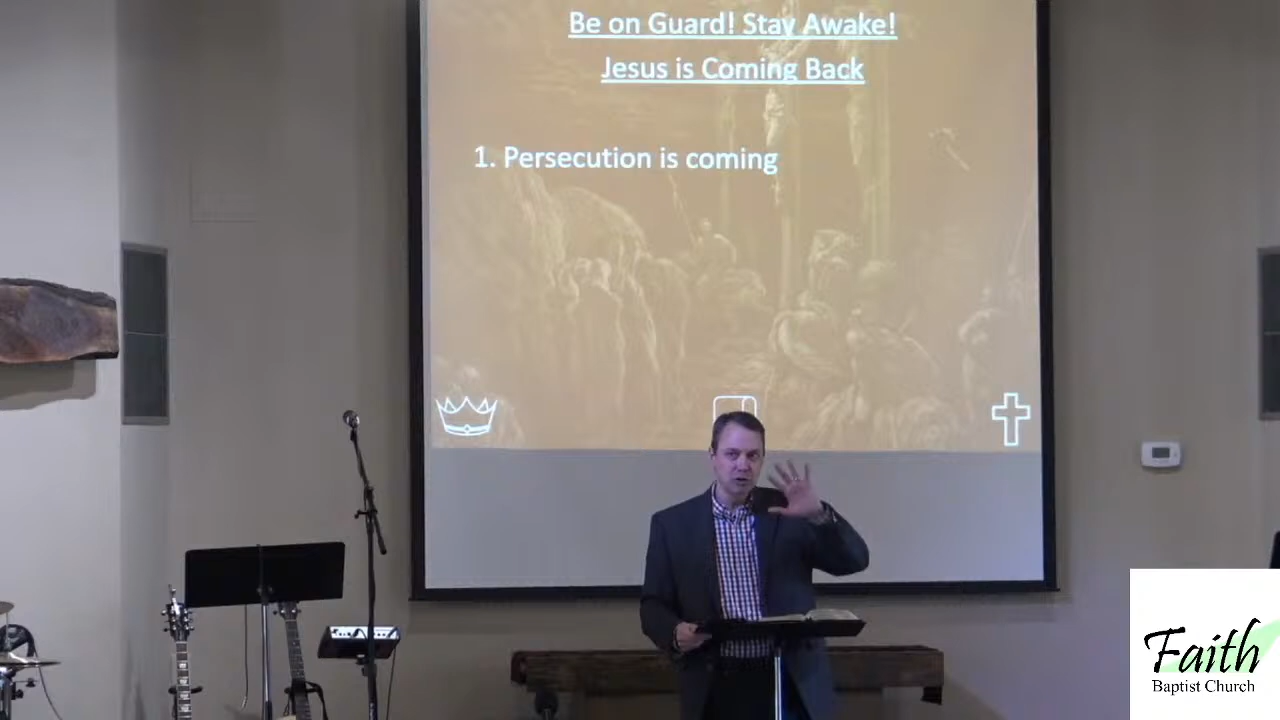 Be on Guard! Stay Awake!
Jesus is Coming Back
1. Persecution is coming
Faith
Baptist Church